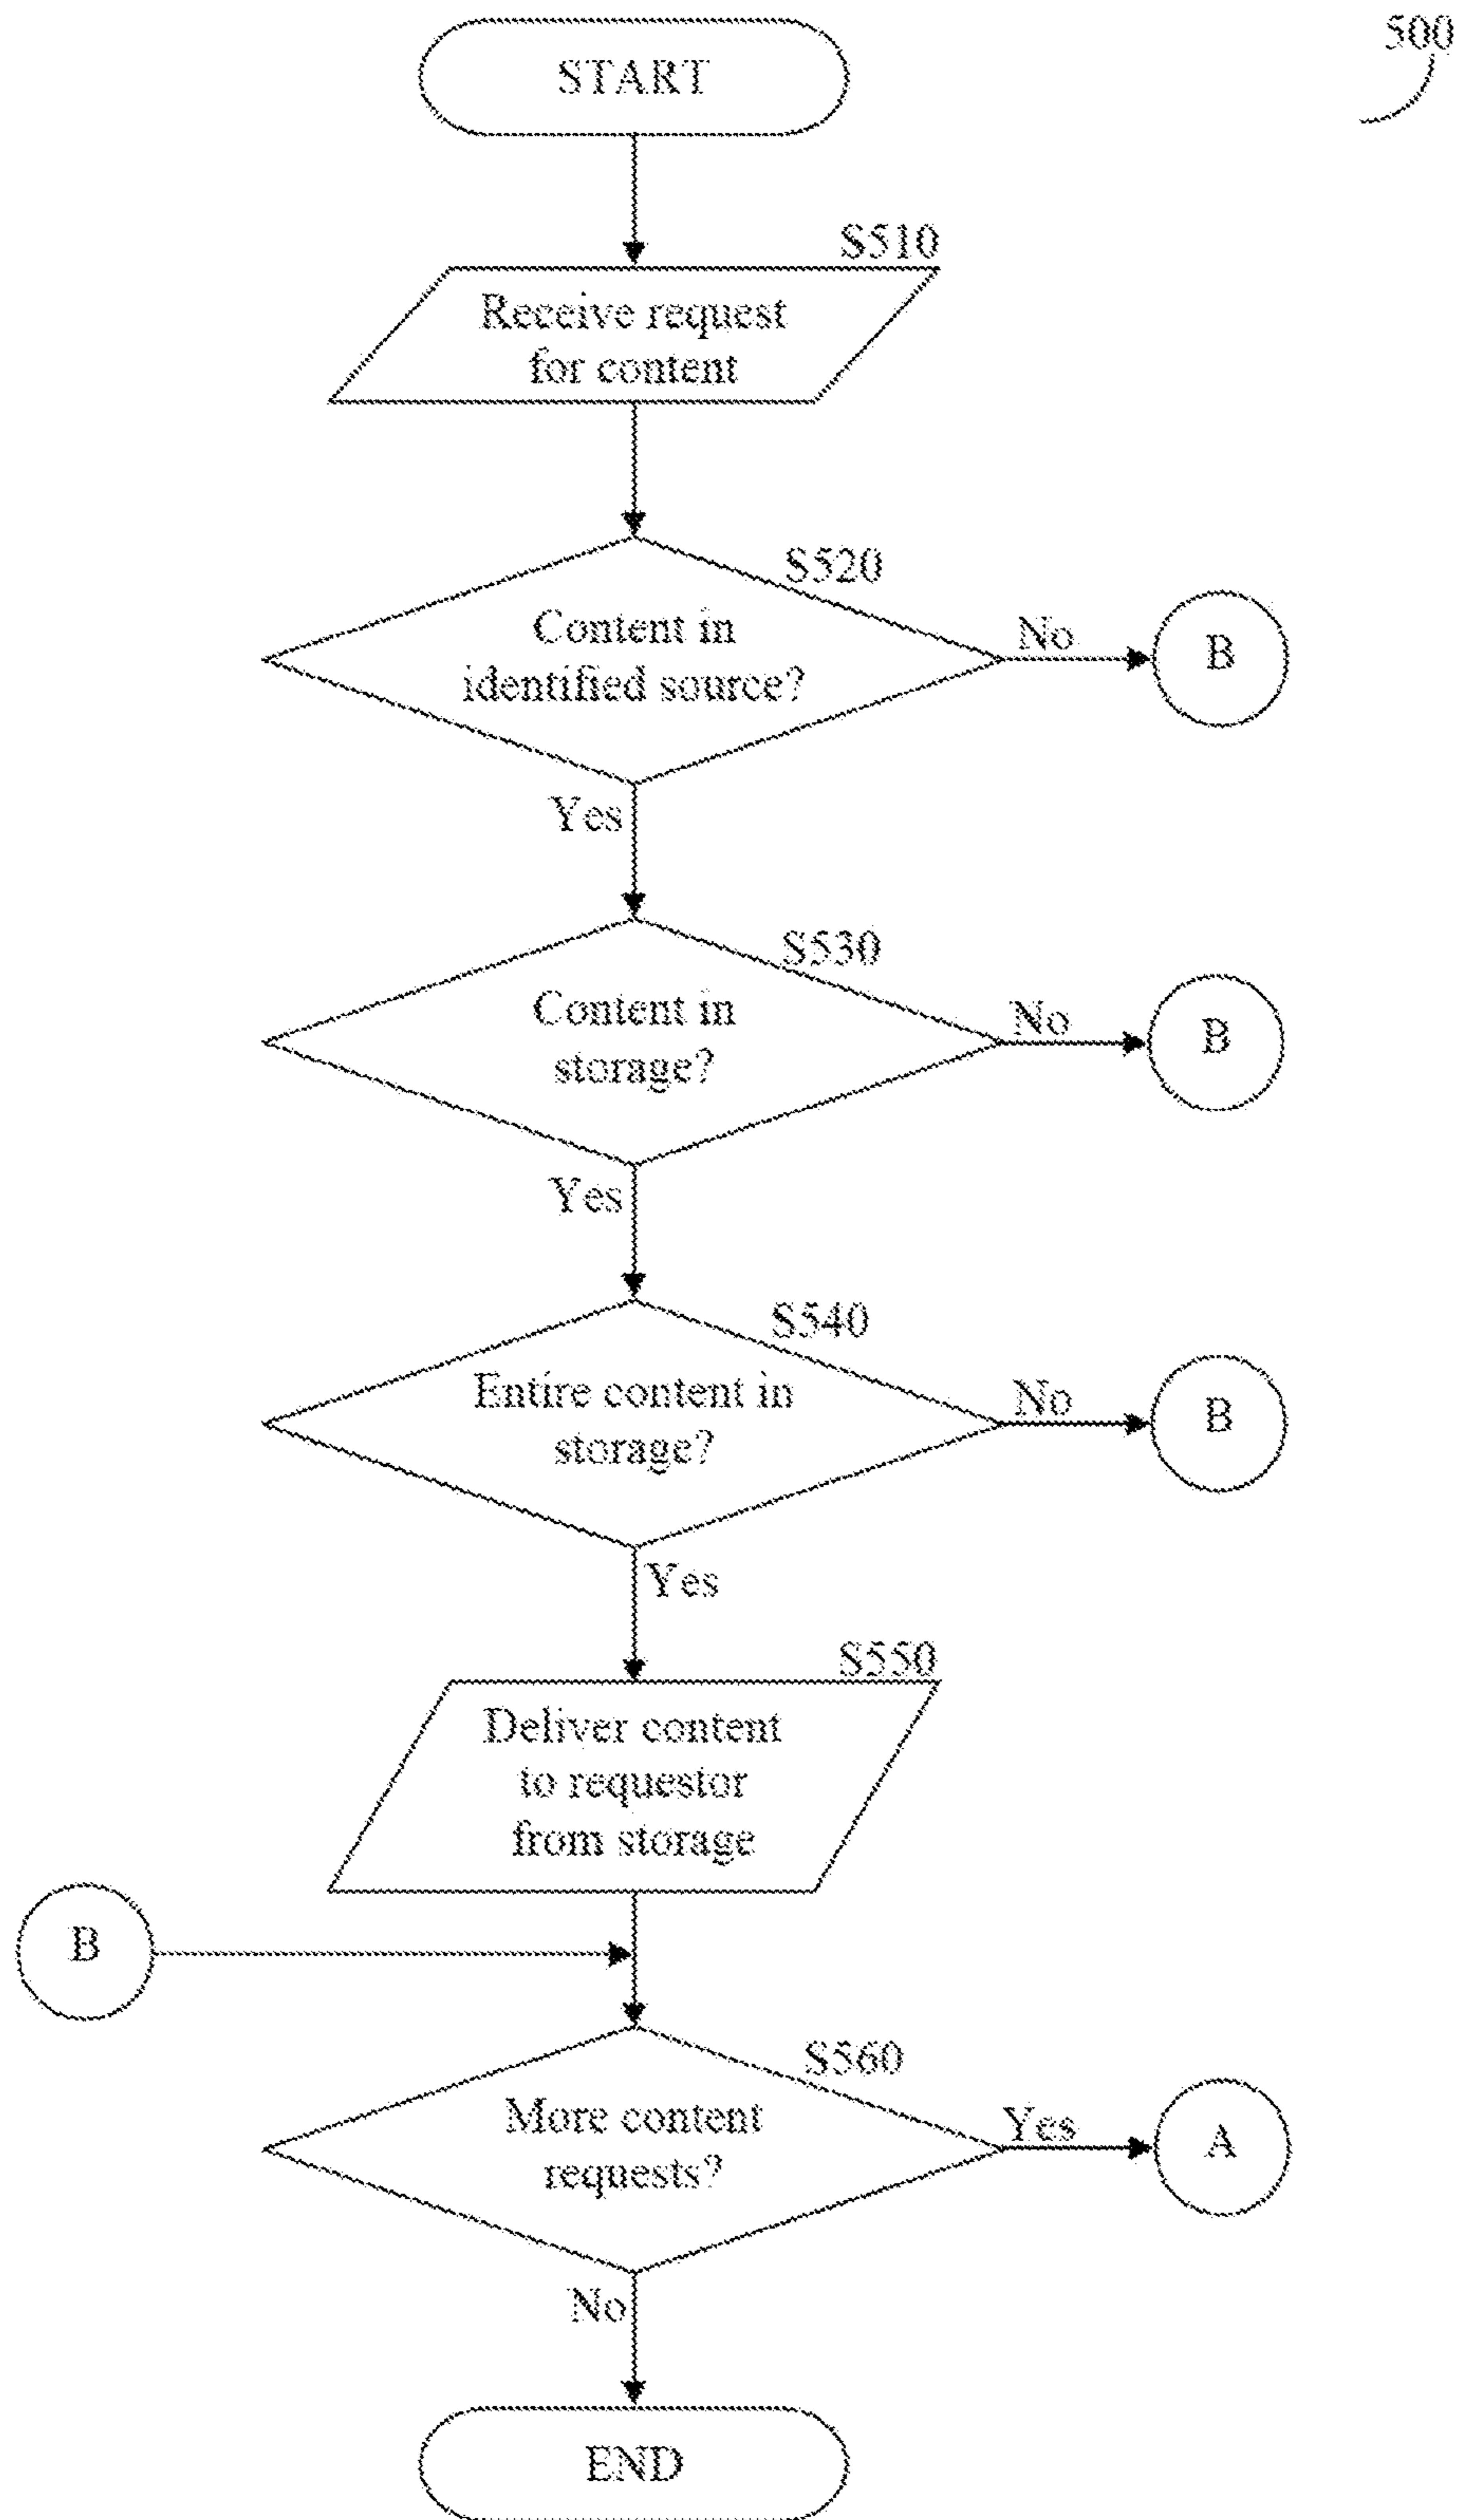 500
START
S510
Receive request
for content
S520
Content in
identified source?
No
B
Yes
S530
Content in
storage?
No
B
Yes
S540
Entire content in
storage?
No
B
Yes
S550
Deliver content
to requestor
from storage
B
S560
More content
requests?
Yes
A
No
END